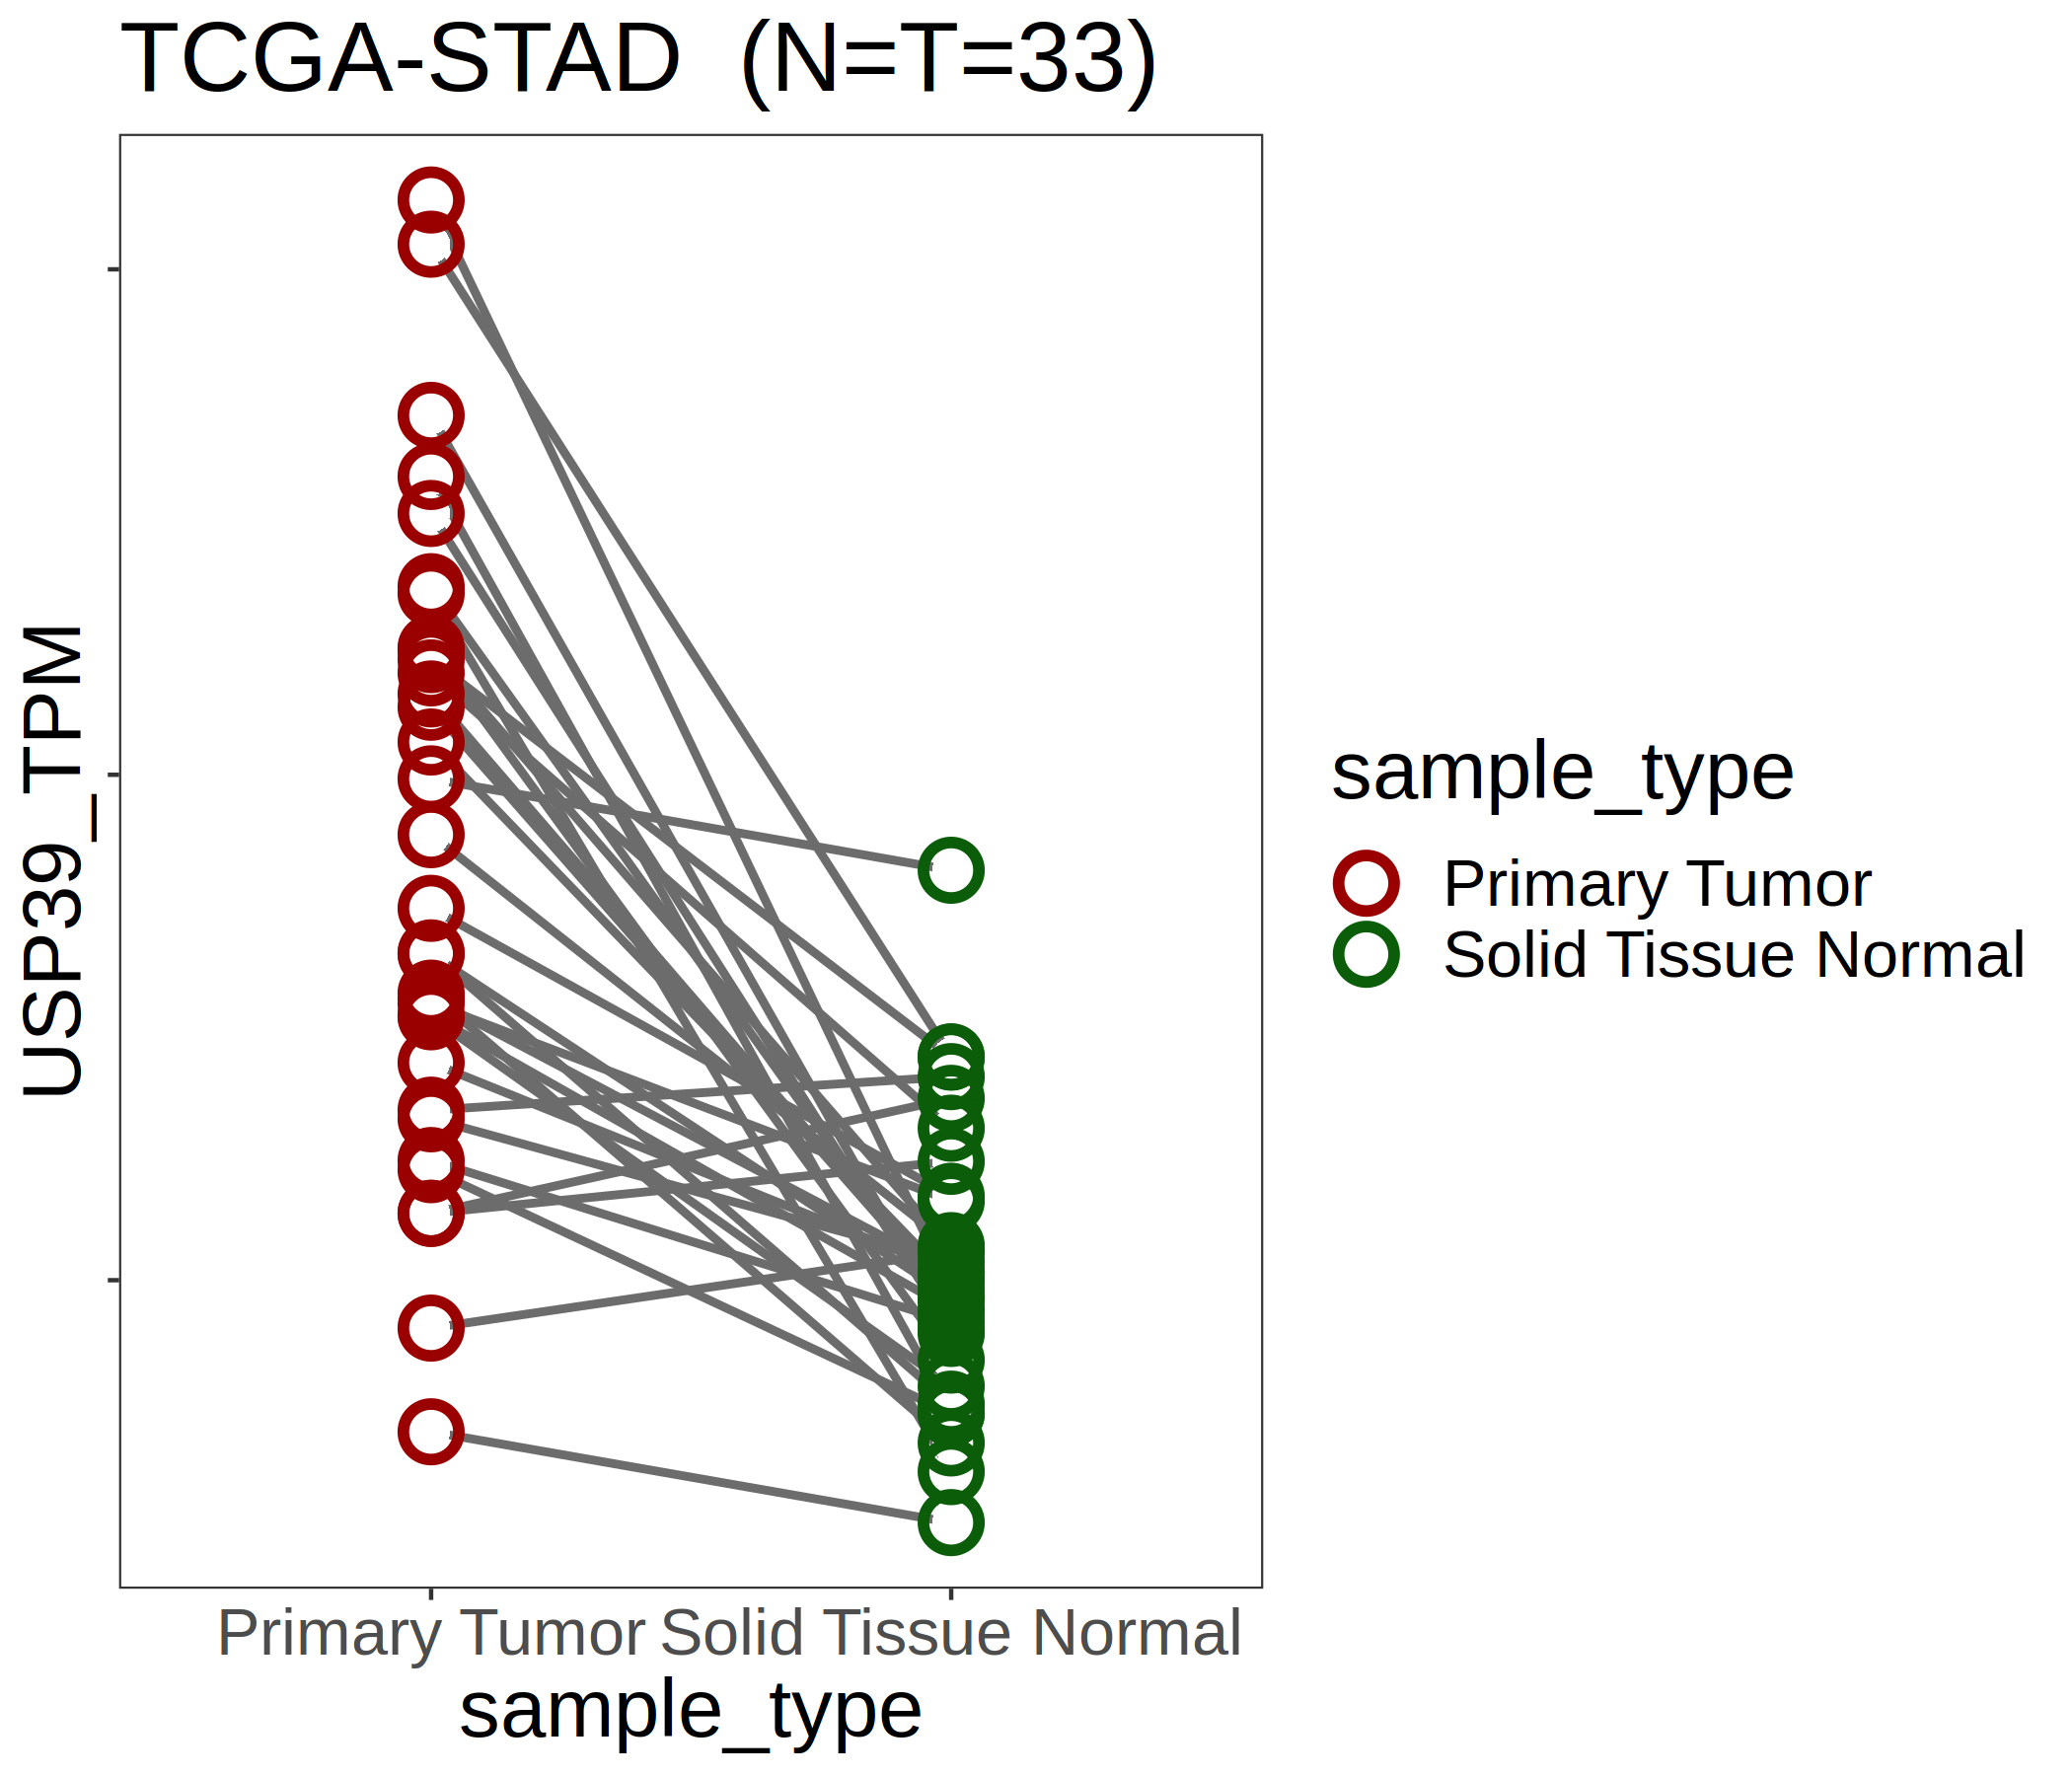 TCGA-STAD  (N=T=33)
USP39_TPM
sample_type
Primary Tumor
Solid Tissue Normal
Primary Tumor Solid Tissue Normal
sample_type